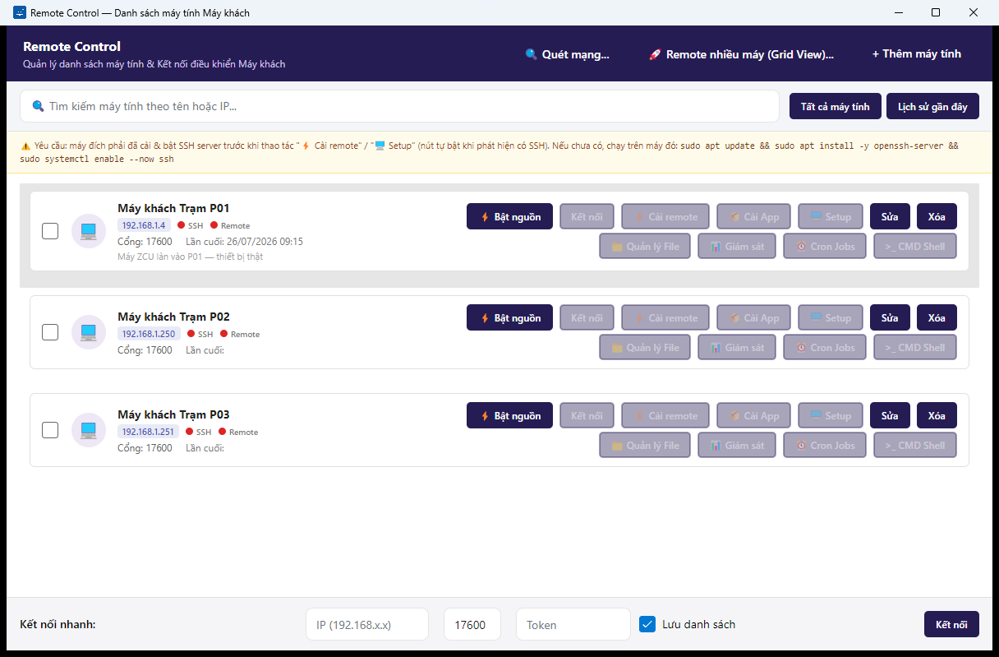 Remote Control — Danh sách máy tính Máy khách
Remote Control
Quản lý danh sách máy tính & Kết nối điều khiển Máy khách
Quét mạng...
Remote nhiều máy (Grid View)...
+ Thêm máy tính
Tìm kiếm máy tính theo tên hoặc IP...
Tất cả máy tính
Lịch sử gần đây
Yêu cầu: máy đích phải đã cài & bật SSH server trước khi thao tác "⚡ Cài remote" / "🖥️ Setup" (nút tự bật khi phát hiện có SSH). Nếu chưa có, chạy trên máy đó: sudo apt update && sudo apt install -y openssh-server &&
sudo systemctl enable --now ssh
Máy khách Trạm P01
192.168.1.4 SSH Remote
Cổng: 17600 Lần cuối: 26/07/2026 09:15
Máy ZCU lăn vào P01 — thiết bị thật
Bật nguồn Kết nối Cài remote Cài App Setup Sửa Xóa
Quản lý File Giám sát Cron Jobs >_ CMD Shell
Máy khách Trạm P02
192.168.1.250 SSH Remote
Cổng: 17600 Lần cuối:
Bật nguồn Kết nối Cài remote Cài App Setup Sửa Xóa
Quản lý File Giám sát Cron Jobs >_ CMD Shell
Máy khách Trạm P03
192.168.1.251 SSH Remote
Cổng: 17600 Lần cuối:
Bật nguồn Kết nối Cài remote Cài App Setup Sửa Xóa
Quản lý File Giám sát Cron Jobs >_ CMD Shell
Kết nối nhanh:
IP (192.168.x.x)
17600
Token
Lưu danh sách
Kết nối